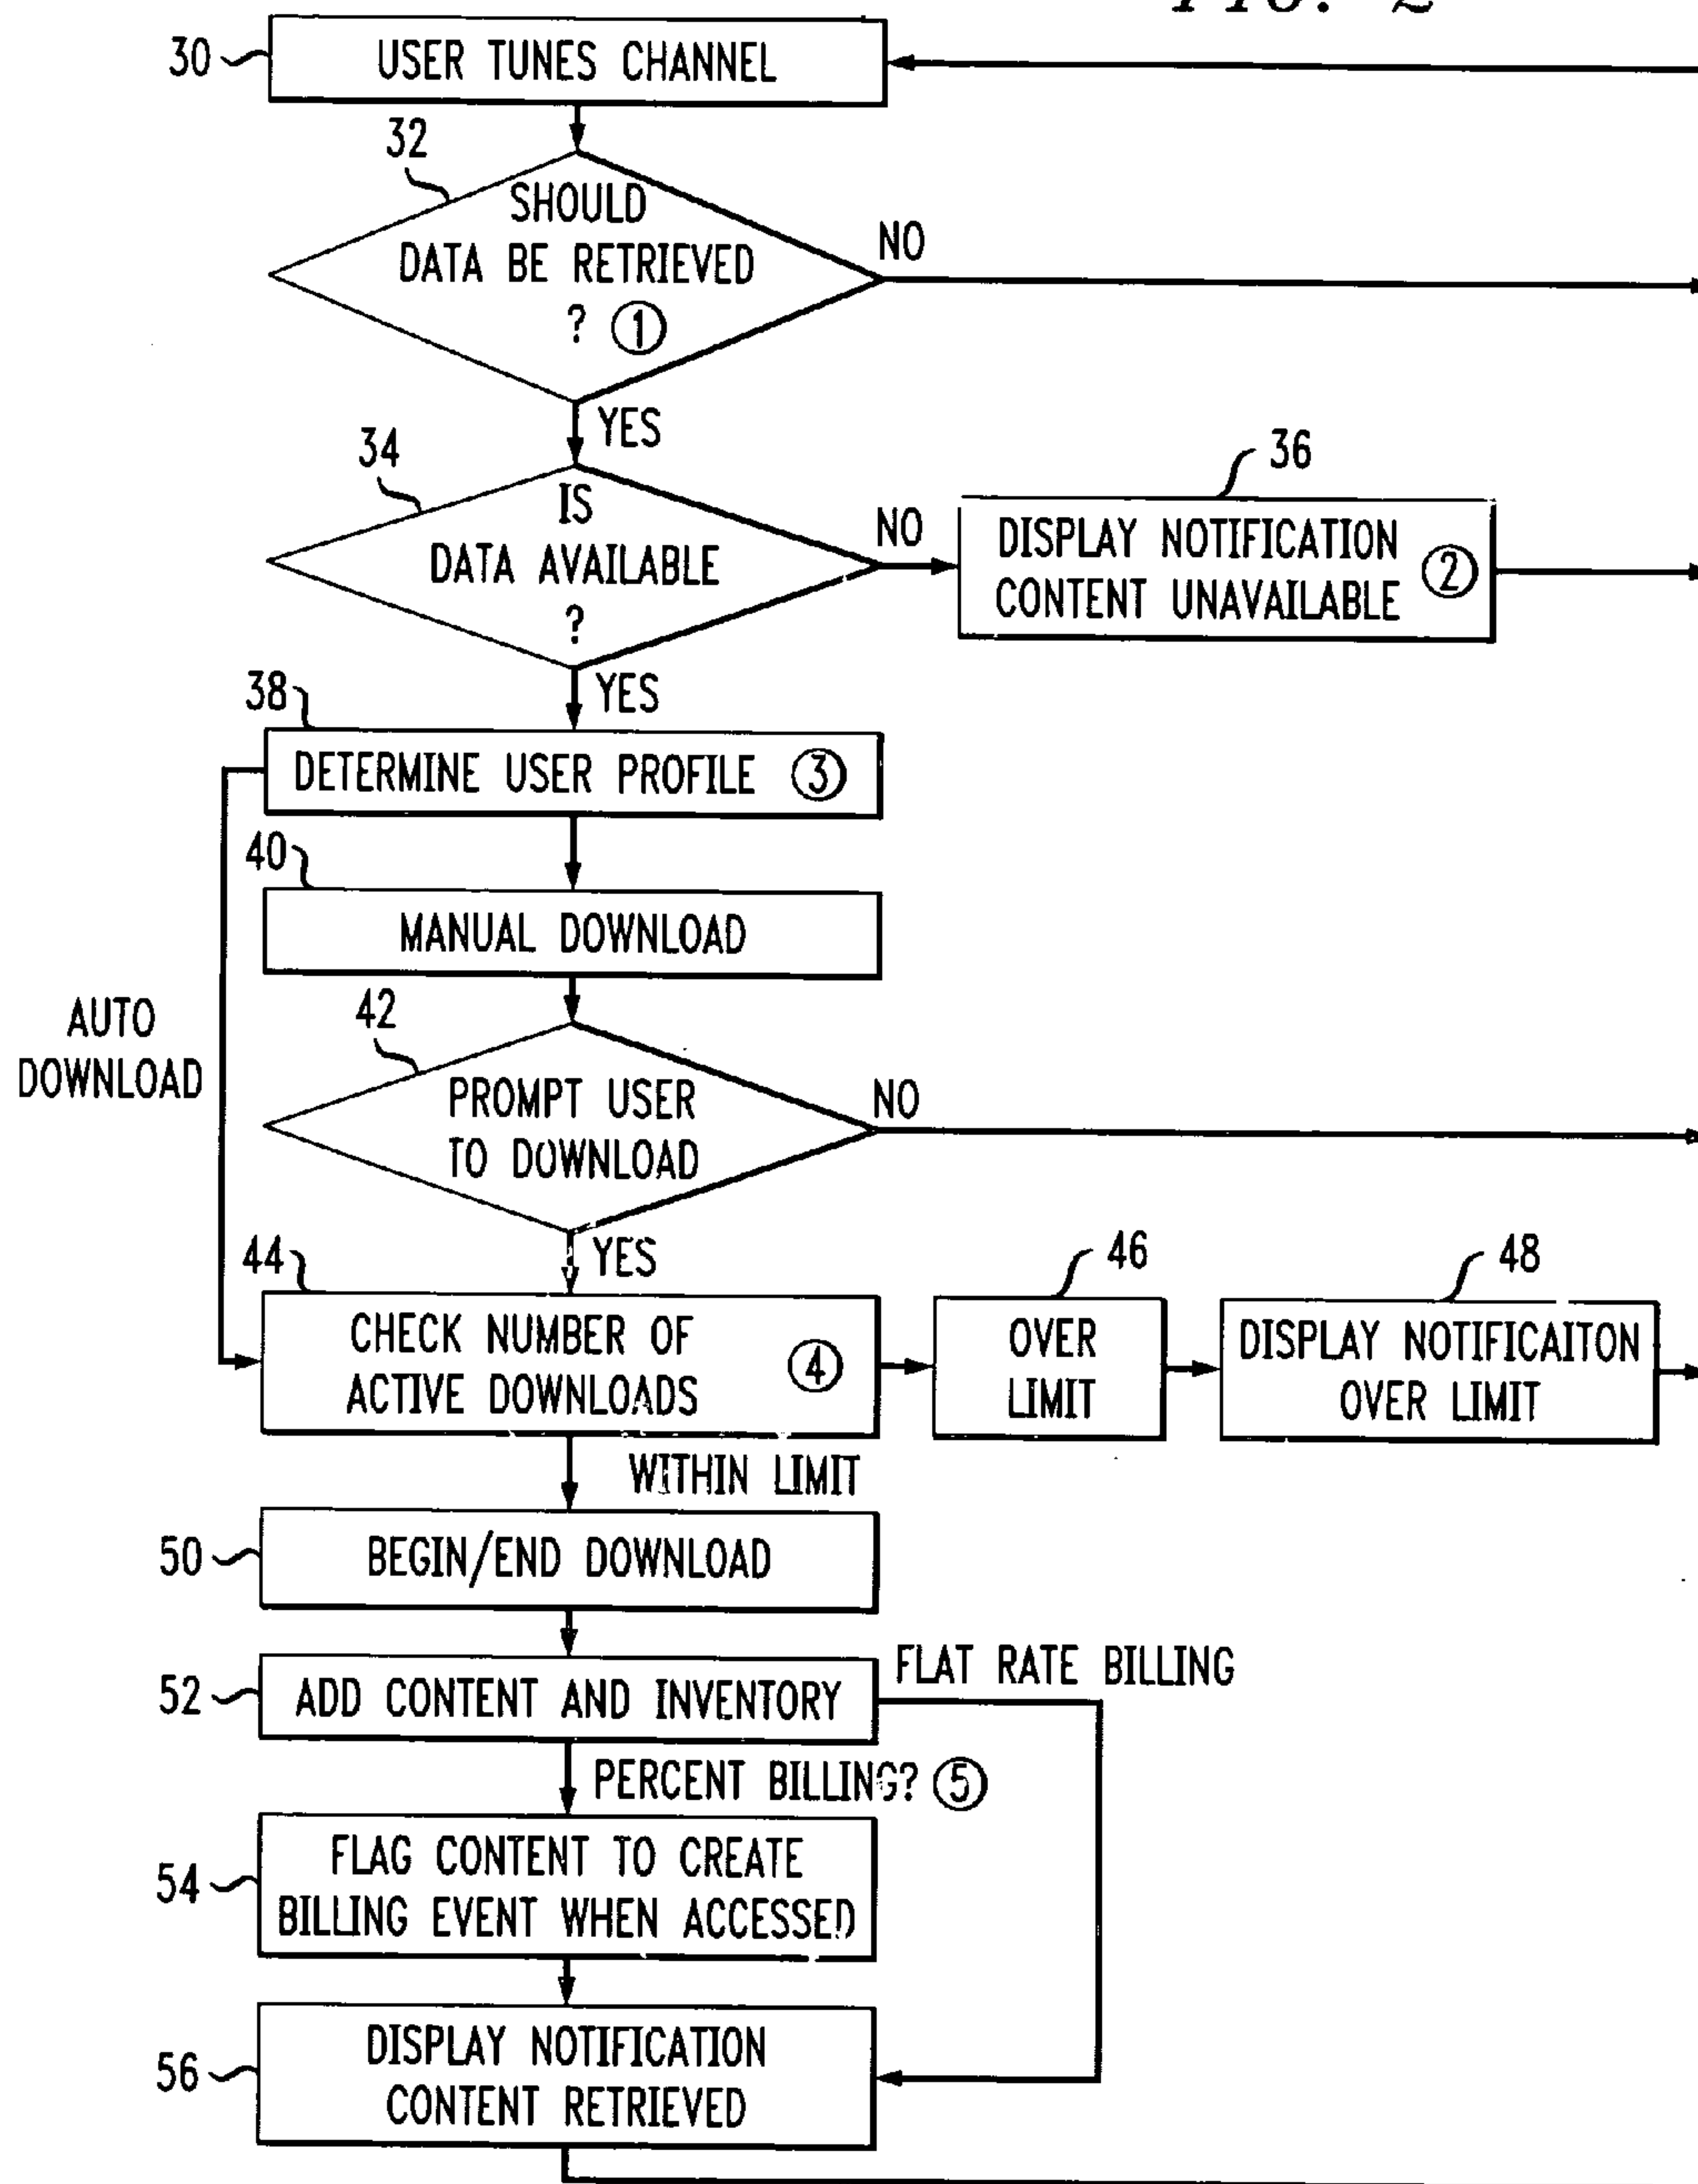 FIG. 2
30
USER TUNES CHANNEL
32
SHOULD
DATA BE RETRIEVED
? ①
NO
YES
34
IS
DATA AVAILABLE
?
NO
36
DISPLAY NOTIFICATION
CONTENT UNAVAILABLE ②
YES
38
DETERMINE USER PROFILE ③
40
MANUAL DOWNLOAD
AUTO
DOWNLOAD
42
PROMPT USER
TO DOWNLOAD
NO
YES
44
CHECK NUMBER OF
ACTIVE DOWNLOADS ④
46
OVER
LIMIT
48
DISPLAY NOTIFICAITON
OVER LIMIT
WITHIN LIMIT
50
BEGIN/END DOWNLOAD
52
ADD CONTENT AND INVENTORY
FLAT RATE BILLING
PERCENT BILLING? ⑤
54
FLAG CONTENT TO CREATE
BILLING EVENT WHEN ACCESSED
56
DISPLAY NOTIFICATION
CONTENT RETRIEVED